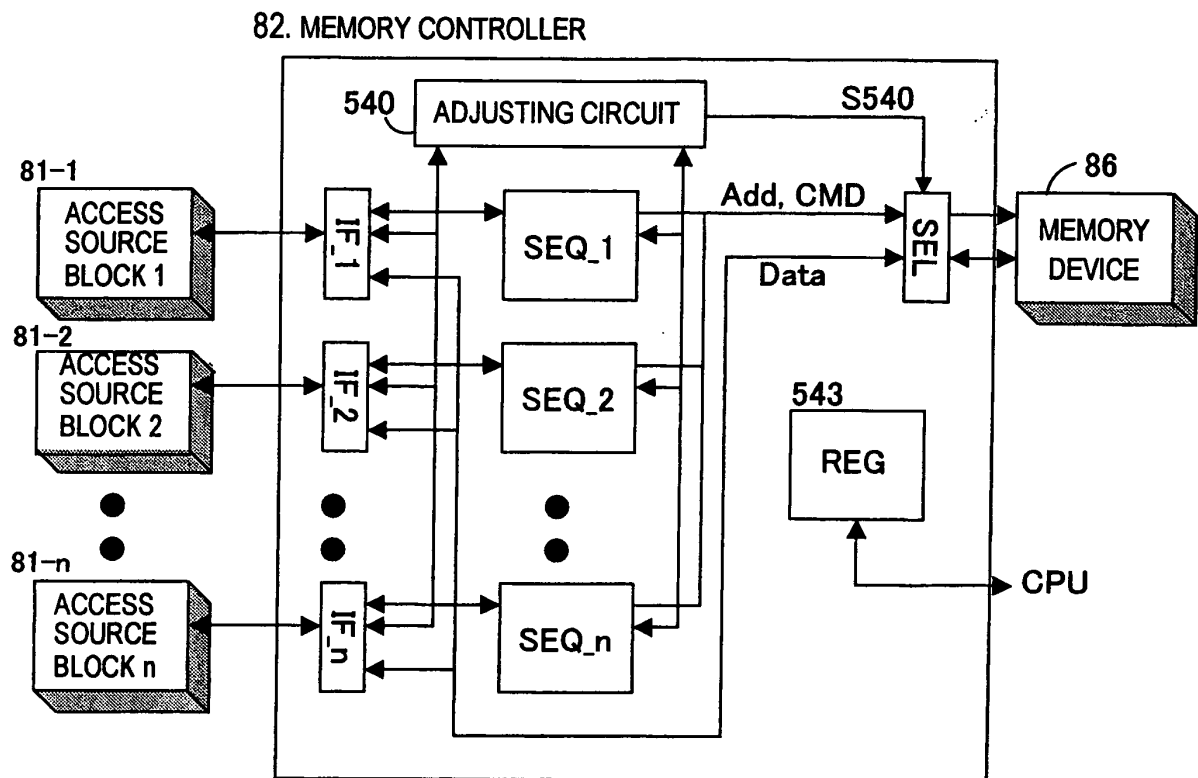 82. MEMORY CONTROLLER
540
ADJUSTING CIRCUIT
S540
81-1
ACCESS
SOURCE
BLOCK 1
IF_1
SEQ_1
Add, CMD
Data
SEL
86
MEMORY
DEVICE
81-2
ACCESS
SOURCE
BLOCK 2
IF_2
SEQ_2
543
REG
CPU
81-n
ACCESS
SOURCE
BLOCK n
IF_n
SEQ_n